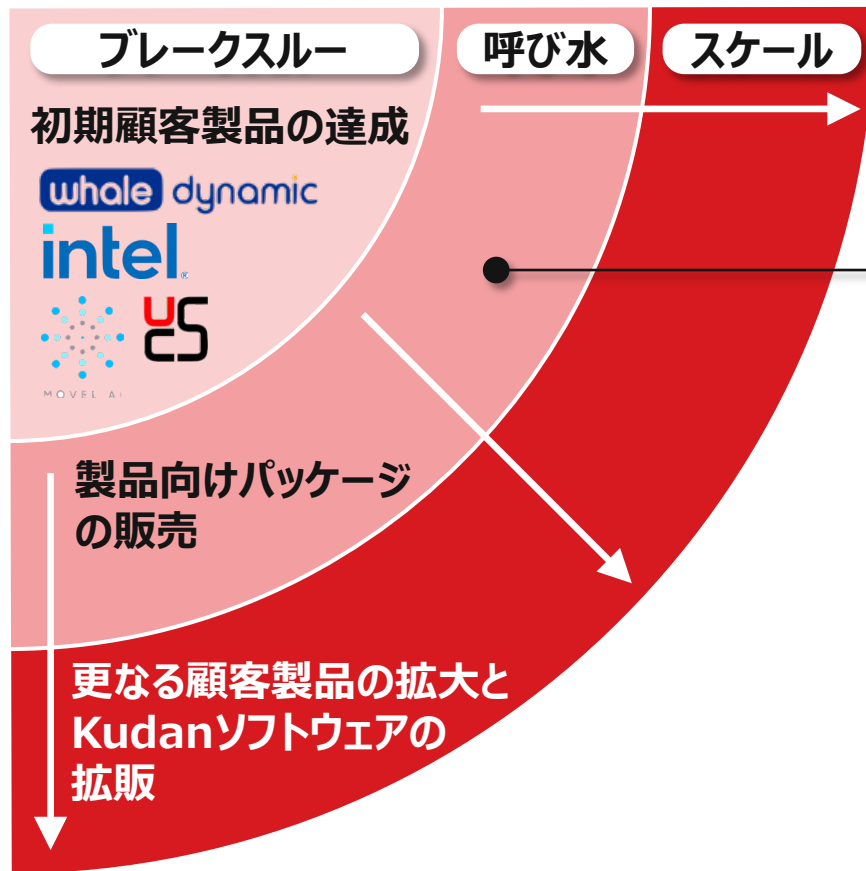 ブレークスルー
呼び水
スケール
初期顧客製品の達成
whale dynamic
intel
MOVEL AI
製品向けパッケージ
の販売
更なる顧客製品の拡大と
Kudanソフトウェアの
拡販